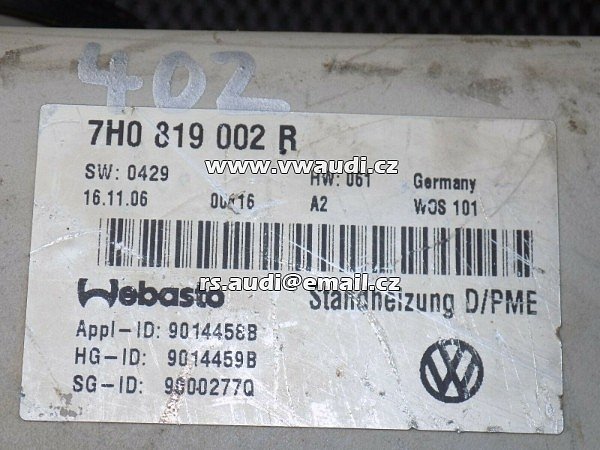 402
7H0 819 002 R
www.vwaudi.cz
SW: 0429 HW: 061 Germany
16.11.06 00416 A2 WOS 101
Webasto Standheizung D/PME
rs.audi@email.cz
Appl-ID: 9014458B
HG-ID: 9014459B
SG-ID: 9000277Q